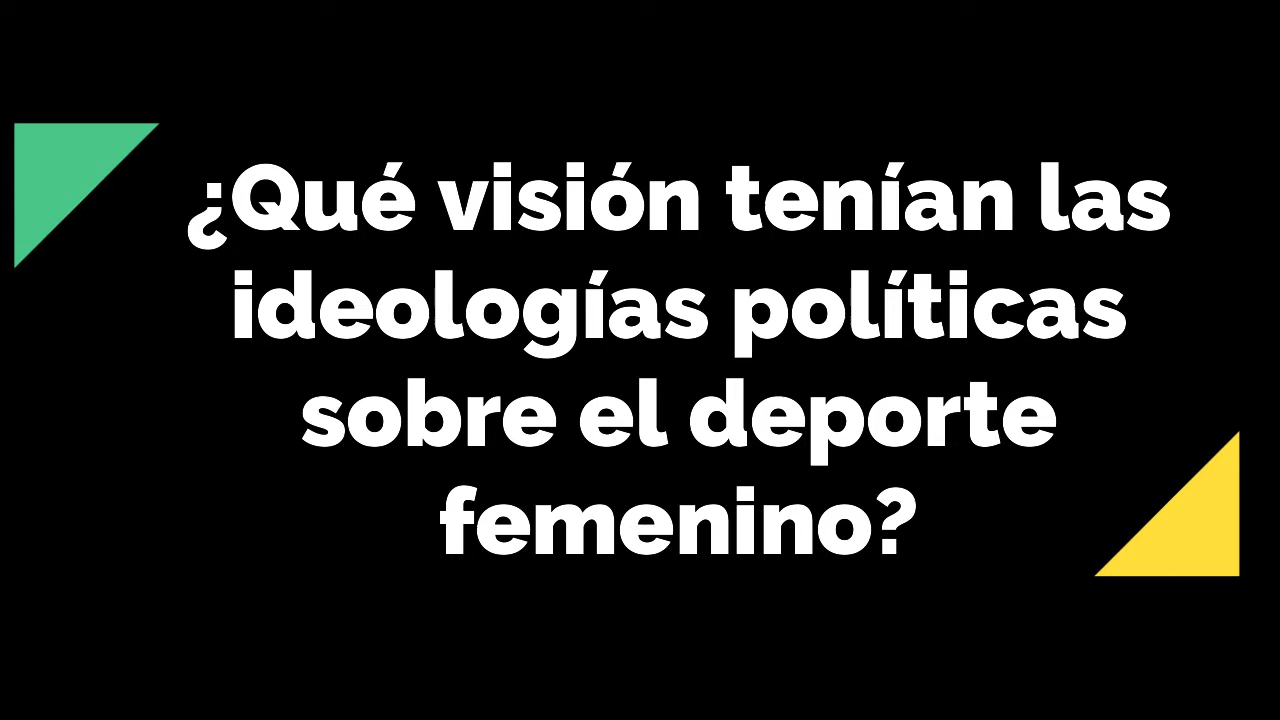 ¿Qué visión tenían las
ideologías políticas
sobre el deporte
femenino?